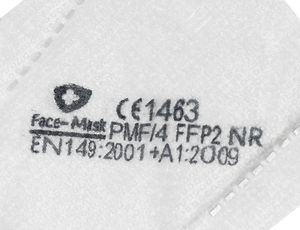 CE1463
Face-Mask PMF/4 FFP2 NR
EN149:2001+A1:2009